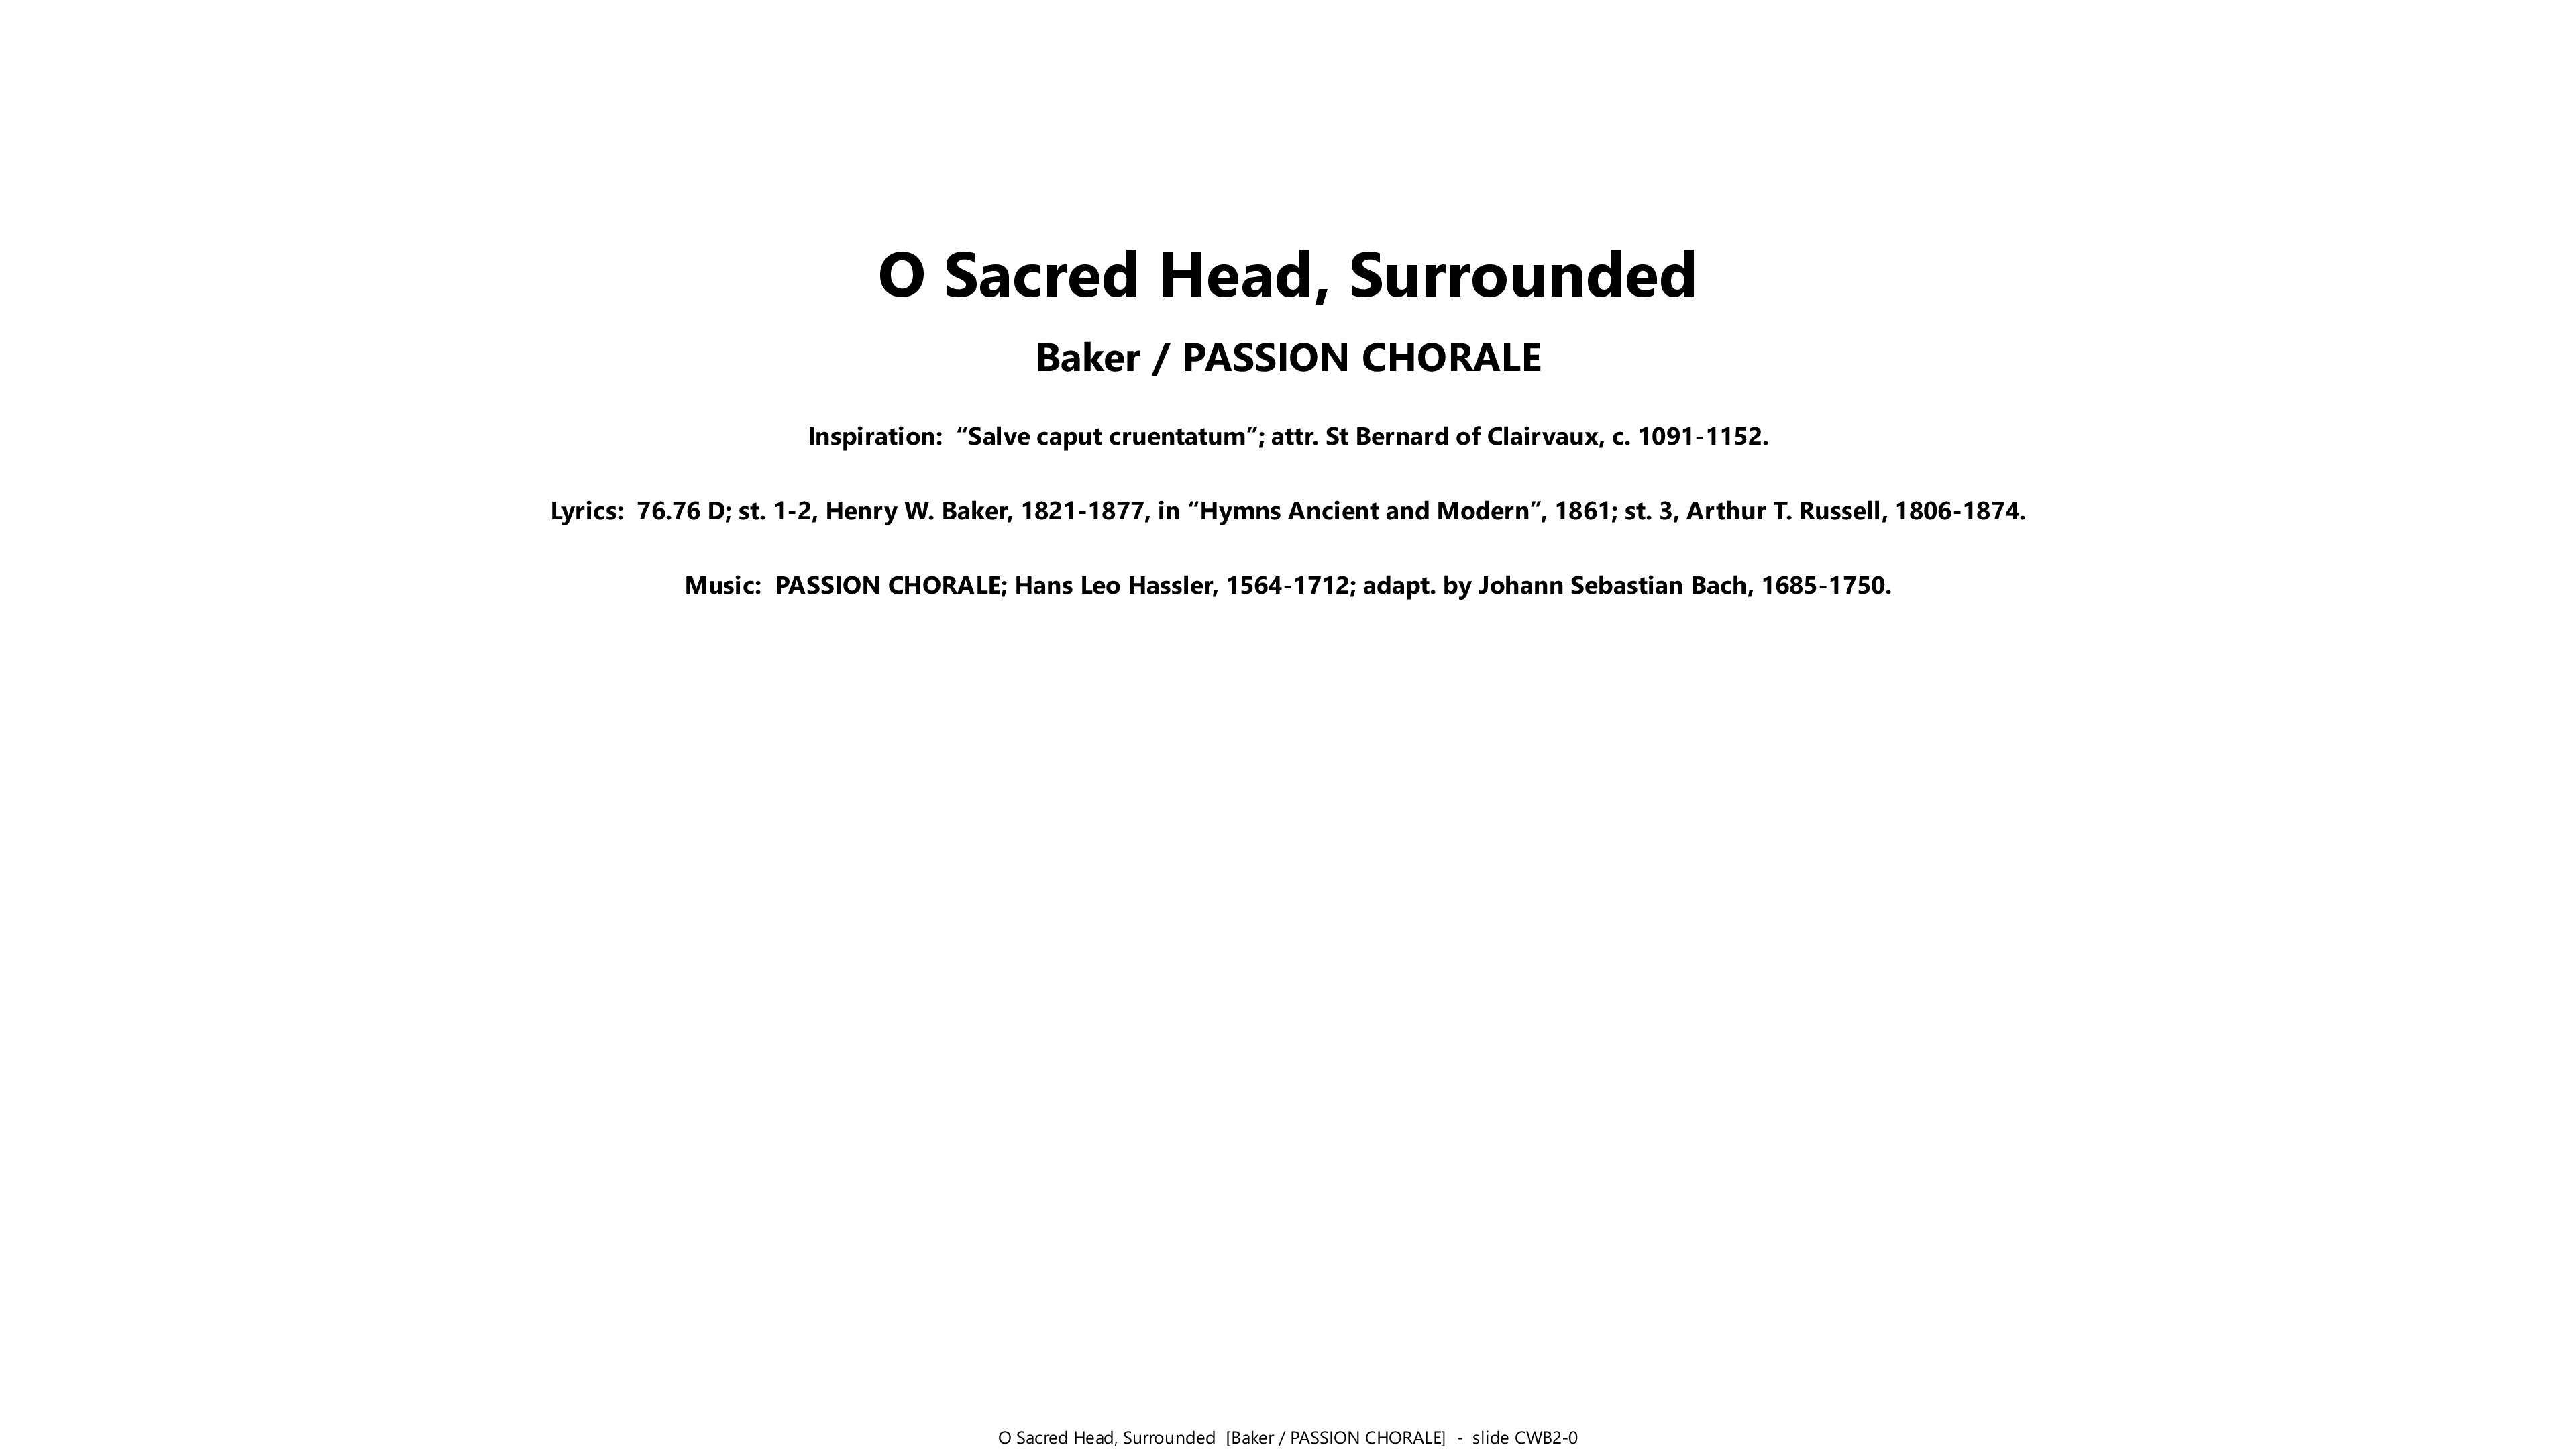 O Sacred Head, Surrounded
Baker / PASSION CHORALE
Inspiration:  “Salve caput cruentatum”; attr. St Bernard of Clairvaux, c. 1091-1152.
Lyrics:  76.76 D; st. 1-2, Henry W. Baker, 1821-1877, in “Hymns Ancient and Modern”, 1861; st. 3, Arthur T. Russell, 1806-1874.
Music:  PASSION CHORALE; Hans Leo Hassler, 1564-1712; adapt. by Johann Sebastian Bach, 1685-1750.
O Sacred Head, Surrounded  [Baker / PASSION CHORALE]  -  slide CWB2-0